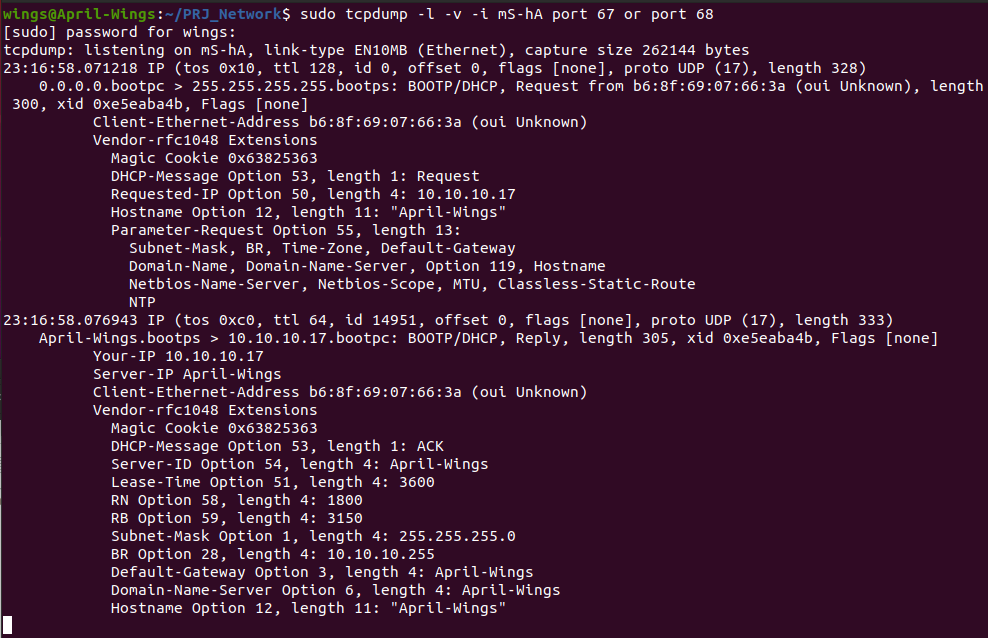 wings@April-Wings:~/PRJ_Network$ sudo tcpdump -l -v -i mS-hA port 67 or port 68
[sudo] password for wings:
tcpdump: listening on mS-hA, link-type EN10MB (Ethernet), capture size 262144 bytes
23:16:58.071218 IP (tos 0x10, ttl 128, id 0, offset 0, flags [none], proto UDP (17), length 328)
    0.0.0.0.bootpc > 255.255.255.255.bootps: BOOTP/DHCP, Request from b6:8f:69:07:66:3a (oui Unknown), length
 300, xid 0xe5eaba4b, Flags [none]
          Client-Ethernet-Address b6:8f:69:07:66:3a (oui Unknown)
          Vendor-rfc1048 Extensions
            Magic Cookie 0x63825363
            DHCP-Message Option 53, length 1: Request
            Requested-IP Option 50, length 4: 10.10.10.17
            Hostname Option 12, length 11: "April-Wings"
            Parameter-Request Option 55, length 13:
              Subnet-Mask, BR, Time-Zone, Default-Gateway
              Domain-Name, Domain-Name-Server, Option 119, Hostname
              Netbios-Name-Server, Netbios-Scope, MTU, Classless-Static-Route
              NTP
23:16:58.076943 IP (tos 0xc0, ttl 64, id 14951, offset 0, flags [none], proto UDP (17), length 333)
    April-Wings.bootps > 10.10.10.17.bootpc: BOOTP/DHCP, Reply, length 305, xid 0xe5eaba4b, Flags [none]
          Your-IP 10.10.10.17
          Server-IP April-Wings
          Client-Ethernet-Address b6:8f:69:07:66:3a (oui Unknown)
          Vendor-rfc1048 Extensions
            Magic Cookie 0x63825363
            DHCP-Message Option 53, length 1: ACK
            Server-ID Option 54, length 4: April-Wings
            Lease-Time Option 51, length 4: 3600
            RN Option 58, length 4: 1800
            RB Option 59, length 4: 3150
            Subnet-Mask Option 1, length 4: 255.255.255.0
            BR Option 28, length 4: 10.10.10.255
            Default-Gateway Option 3, length 4: April-Wings
            Domain-Name-Server Option 6, length 4: April-Wings
            Hostname Option 12, length 11: "April-Wings"